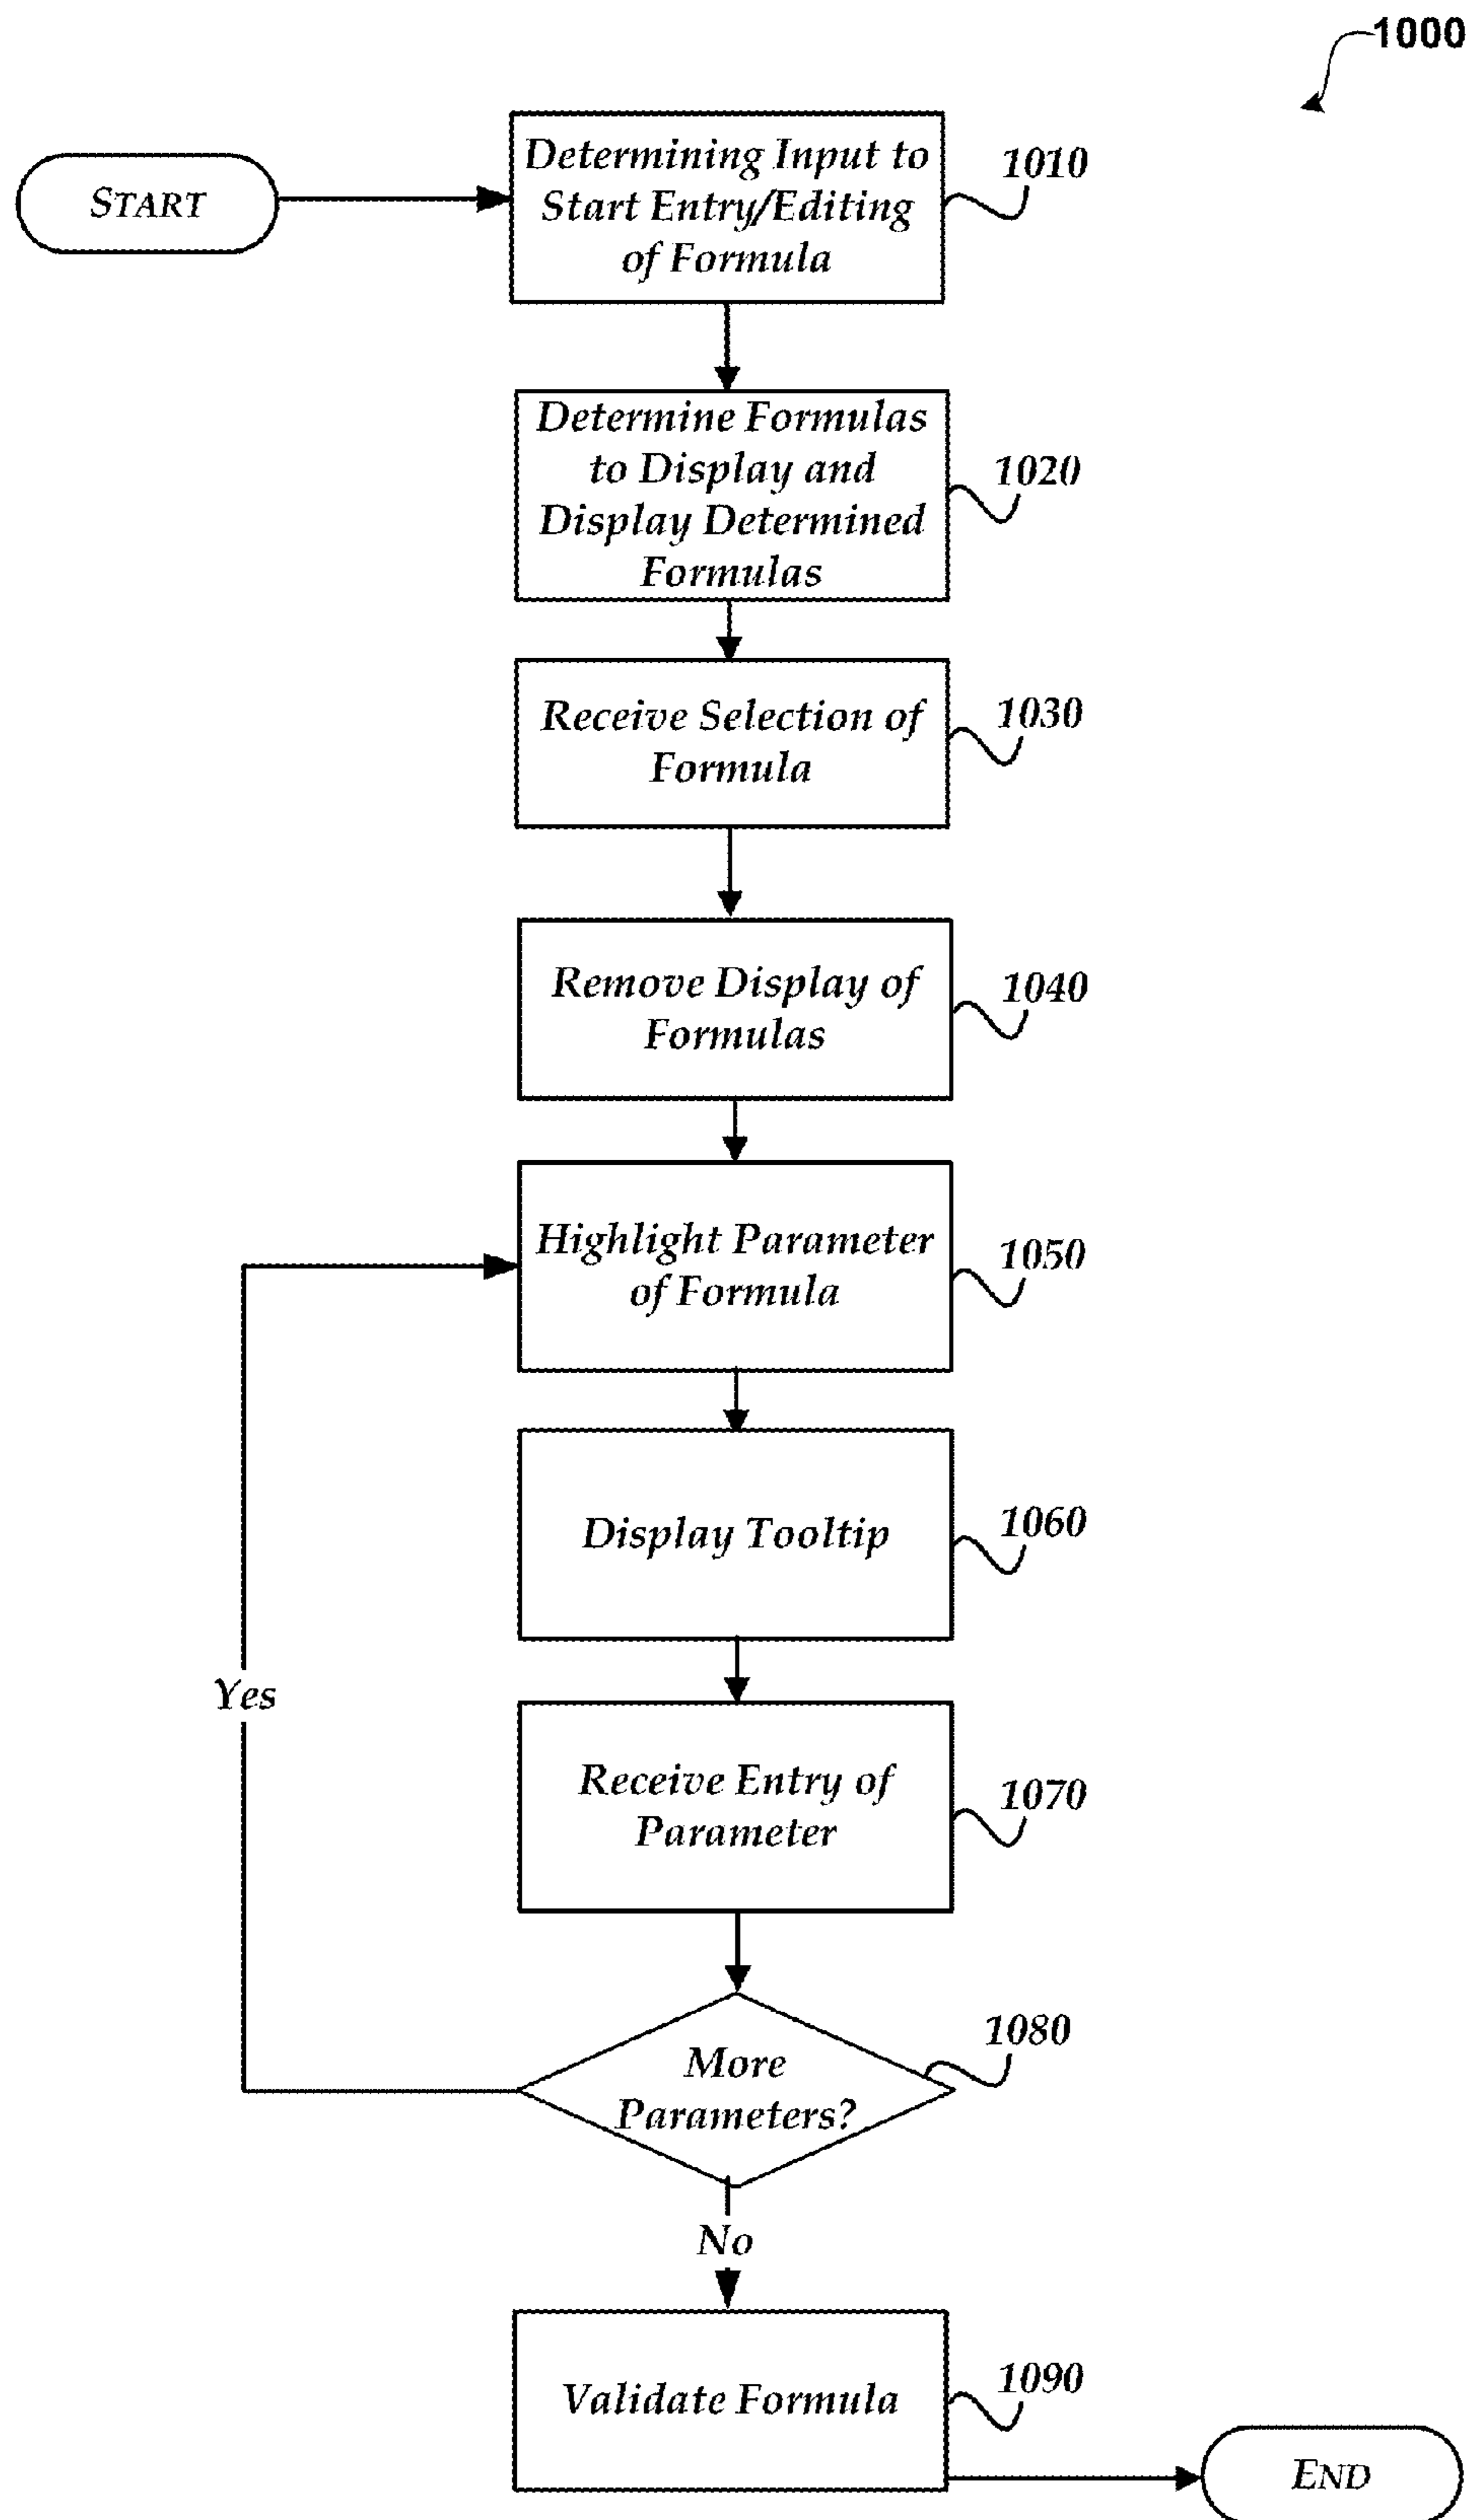 1000
START
Determining Input to
Start Entry/Editing
of Formula
1010
Determine Formulas
to Display and
Display Determined
Formulas
1020
Receive Selection of
Formula
1030
Remove Display of
Formulas
1040
Highlight Parameter
of Formula
1050
Display Tooltip
1060
Yes
Receive Entry of
Parameter
1070
More
Parameters?
1080
No
Validate Formula
1090
END